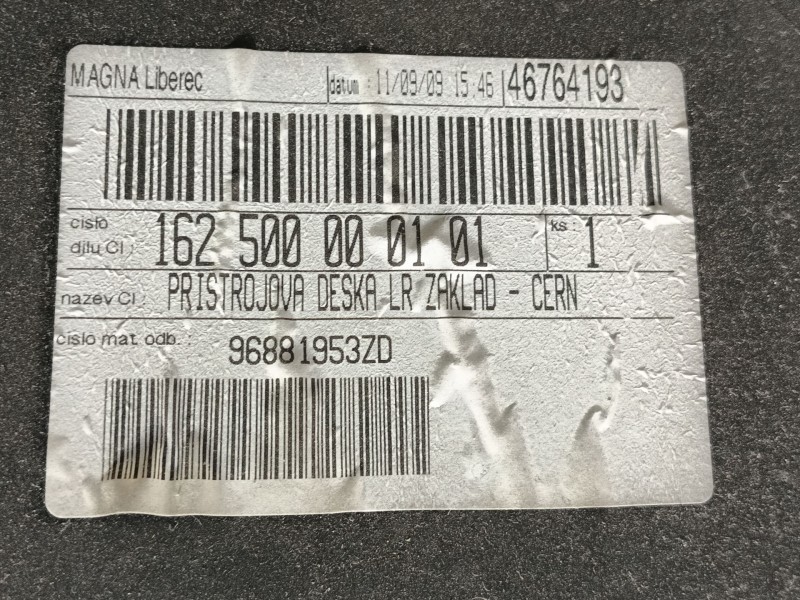 MAGNA Liberec datum : 11/09/09 15:46 46764193
cislo dilu CI : 162 500 00 01 01 ks : 1
nazev CI : PRISTROJOVA DESKA LR ZAKLAD - CERN
cislo mat. odb. : 96881953ZD